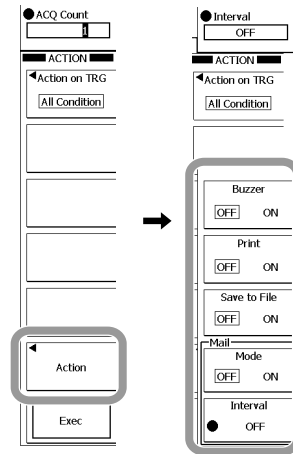 ACQ Count
1
ACTION
Action on TRG
All Condition
Action
Exec
Interval
OFF
ACTION
Action on TRG
All Condition
Buzzer
OFF ON
Print
OFF ON
Save to File
OFF ON
Mail
Mode
OFF ON
Interval
OFF